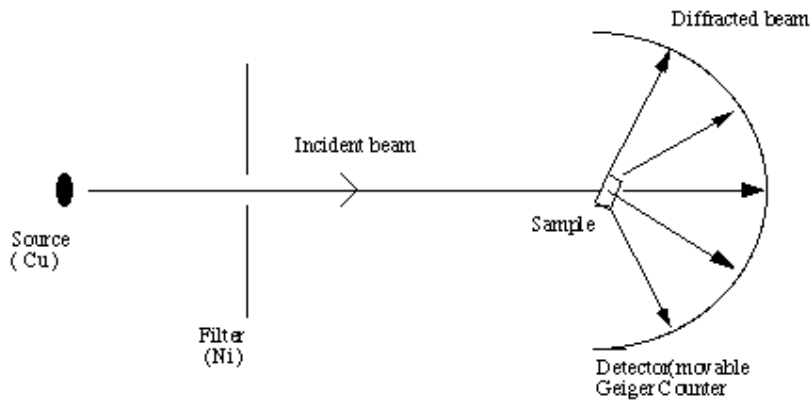 Diffracted beam
Incident beam
Source
( Cu)
Sample
Filter
(Ni)
Detector(movable
Geiger Counter